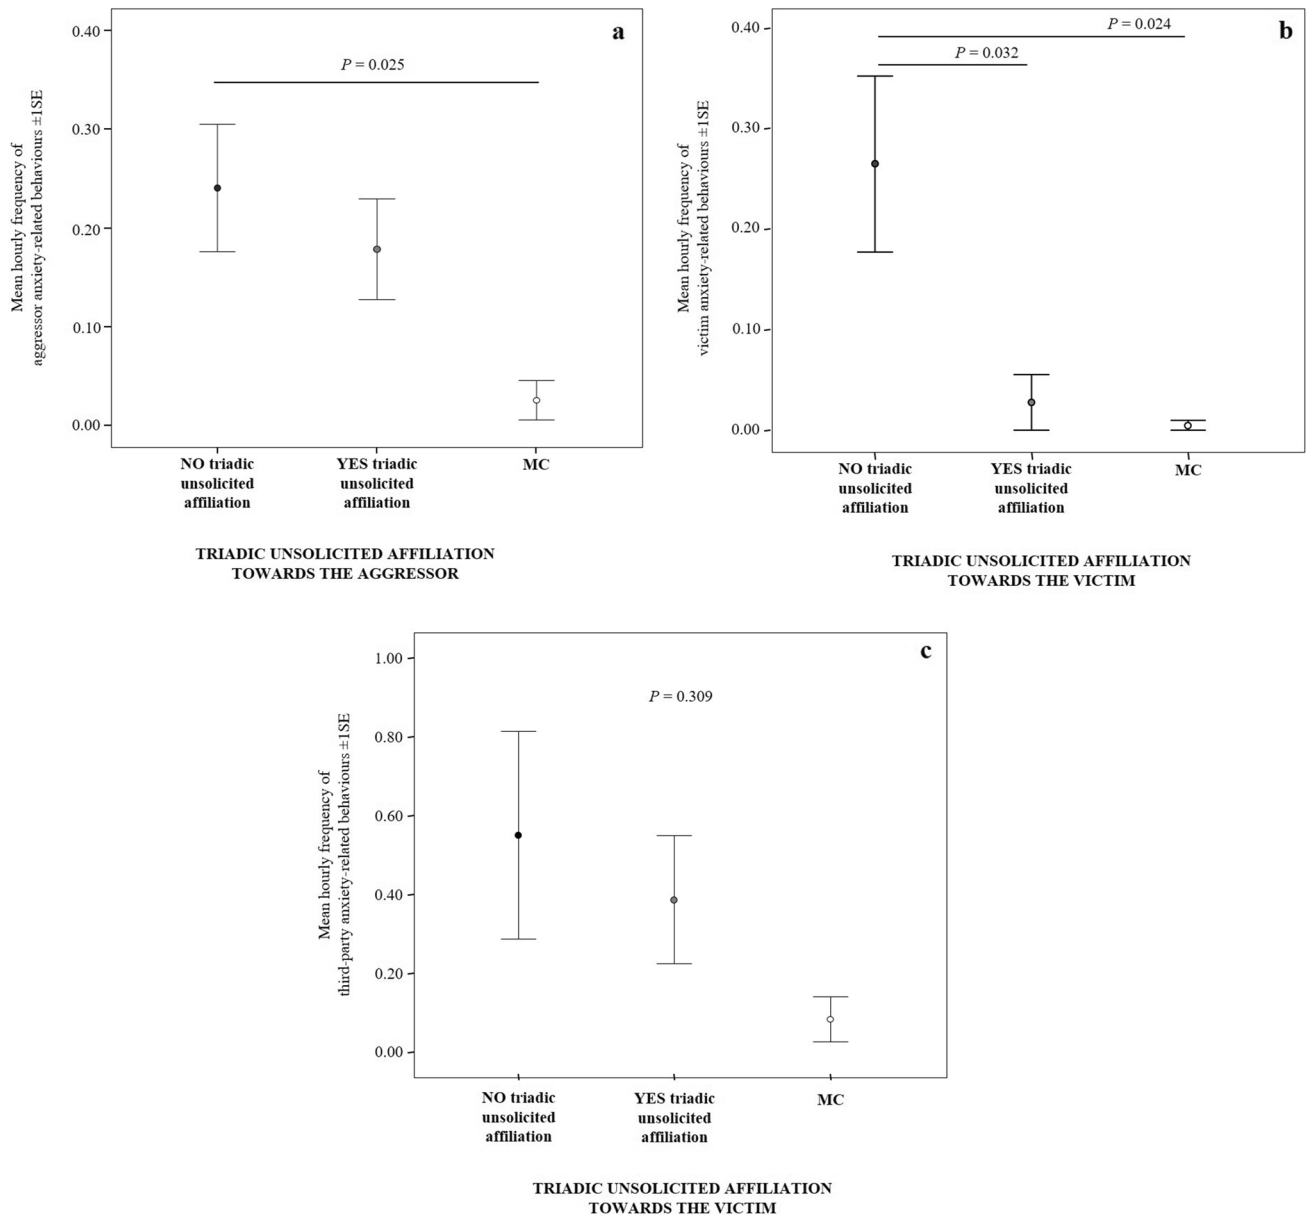 a
P = 0.025
0.40
0.30
0.20
0.10
0.00
Mean hourly frequency of
aggressor anxiety-related behaviours ±1SE
NO triadic
unsolicited
affiliation
YES triadic
unsolicited
affiliation
MC
TRIADIC UNSOLICITED AFFILIATION
TOWARDS THE AGGRESSOR
b
P = 0.024
P = 0.032
0.40
0.30
0.20
0.10
0.00
Mean hourly frequency of
victim anxiety-related behaviours ±1SE
NO triadic
unsolicited
affiliation
YES triadic
unsolicited
affiliation
MC
TRIADIC UNSOLICITED AFFILIATION
TOWARDS THE VICTIM
c
P = 0.309
1.00
0.80
0.60
0.40
0.20
0.00
Mean hourly frequency of
third-party anxiety-related behaviours ±1SE
NO triadic
unsolicited
affiliation
YES triadic
unsolicited
affiliation
MC
TRIADIC UNSOLICITED AFFILIATION
TOWARDS THE VICTIM